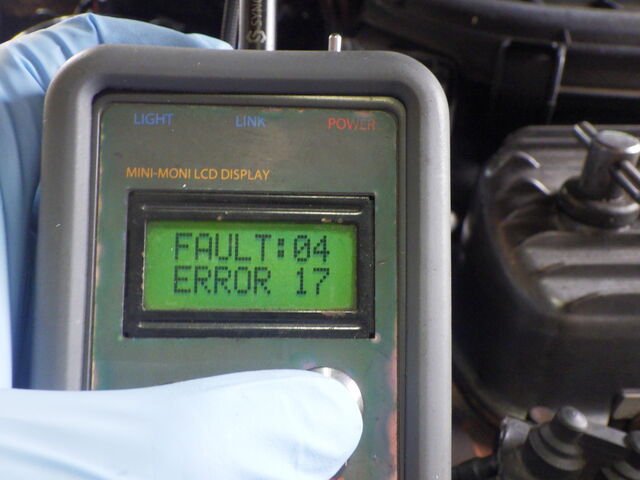 LIGHT LINK POWER
MINI-MONI LCD DISPLAY
FAULT:04
ERROR 17